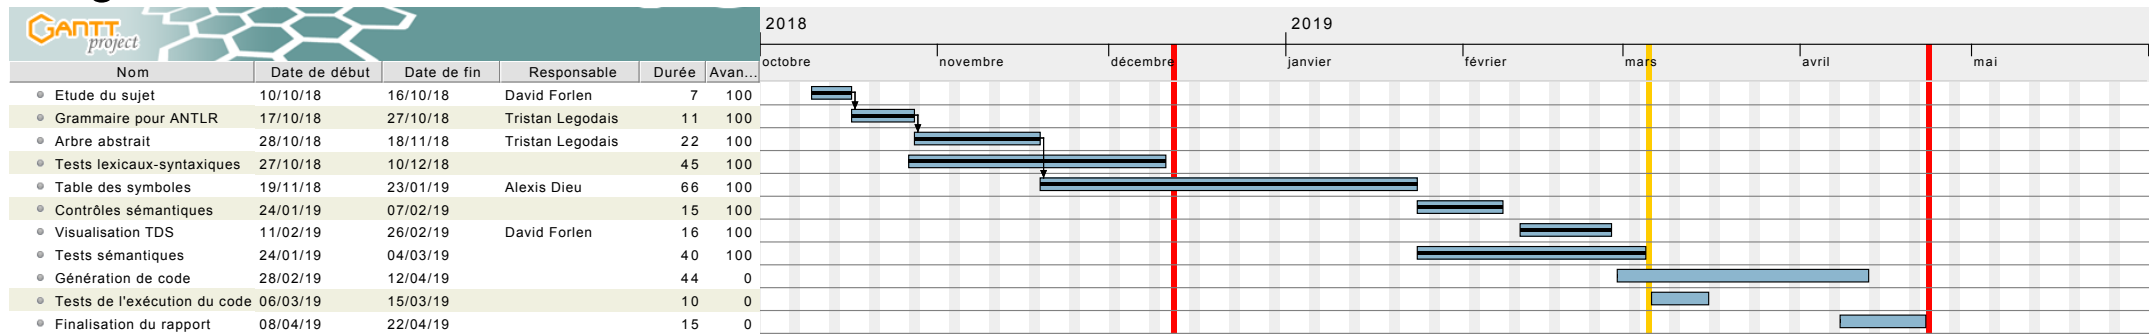 GANTT project
2018 2019
octobre novembre décembre janvier février mars avril mai
Nom Date de début Date de fin Responsable Durée Avan...
Etude du sujet 10/10/18 16/10/18 David Forlen 7 100
Grammaire pour ANTLR 17/10/18 27/10/18 Tristan Legodais 11 100
Arbre abstrait 28/10/18 18/11/18 Tristan Legodais 22 100
Tests lexicaux-syntaxiques 27/10/18 10/12/18 45 100
Table des symboles 19/11/18 23/01/19 Alexis Dieu 66 100
Contrôles sémantiques 24/01/19 07/02/19 15 100
Visualisation TDS 11/02/19 26/02/19 David Forlen 16 100
Tests sémantiques 24/01/19 04/03/19 40 100
Génération de code 28/02/19 12/04/19 44 0
Tests de l'exécution du code 06/03/19 15/03/19 10 0
Finalisation du rapport 08/04/19 22/04/19 15 0